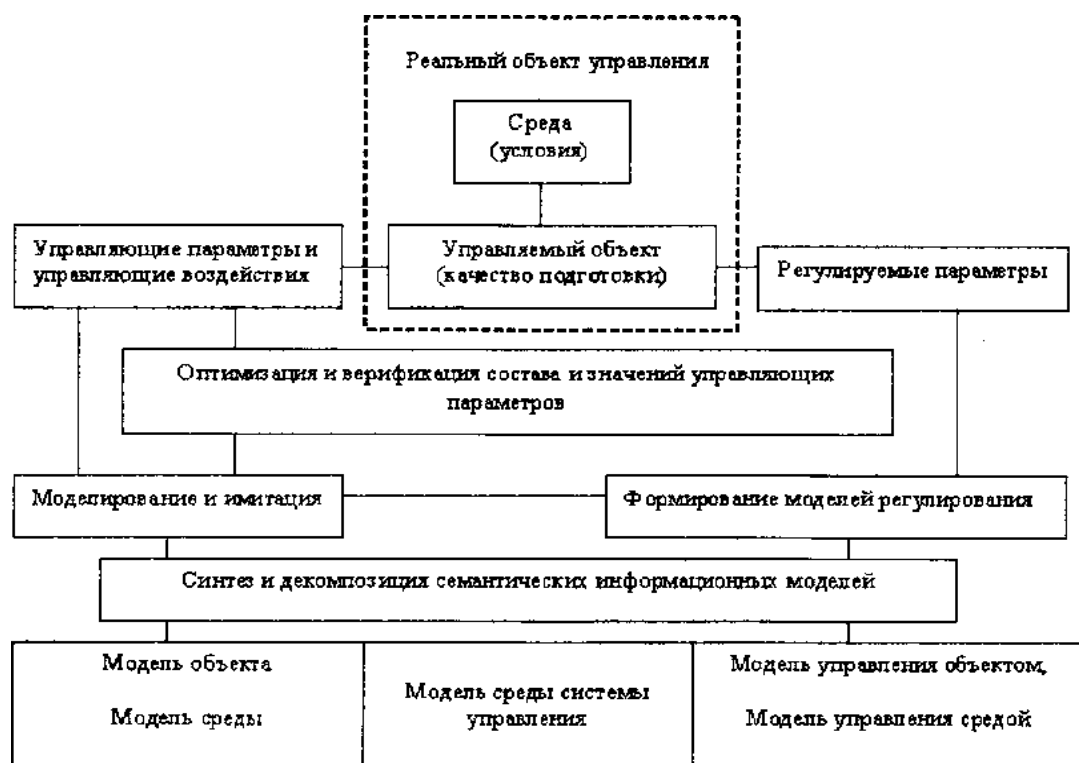 Реальный объект управления
Среда
(условия)
Управляющие параметры и
управляющие воздействия
Управляемый объект
(качество подготовки)
Регулируемые параметры
Оптимизация и верификация состава и значений управляющих
параметров
Моделирование и имитация
Формирование моделей регулирования
Синтез и декомпозиция семантических информационных моделей
Модель объекта
Модель среды
Модель среды системы
управления
Модель управления объектом,
Модель управления средой